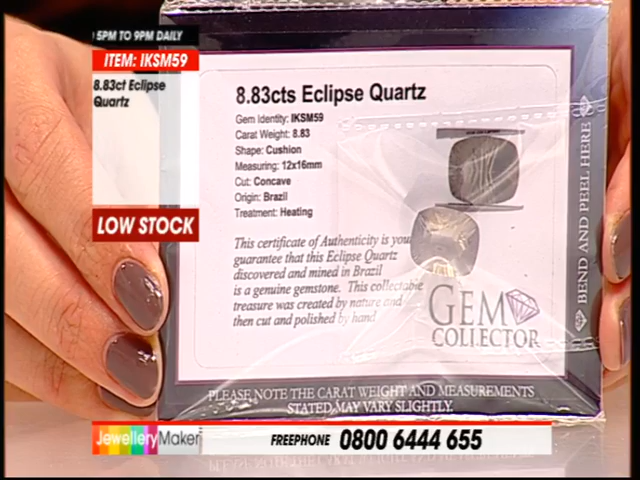 5PM TO 9PM DAILY
ITEM: IKSM59
8.83ct Eclipse
Quartz
LOW STOCK
8.83cts Eclipse Quartz
Gem Identity: IKSM59
Carat Weight: 8.83
Shape: Cushion
Measuring: 12x16mm
Cut: Concave
Origin: Brazil
Treatment: Heating
This certificate of Authenticity is your
guarantee that this Eclipse Quartz
discovered and mined in Brazil
is a genuine gemstone. This collectable
treasure was created by nature and
then cut and polished by hand
GEM
COLLECTOR
BEND AND PEEL HERE
PLEASE NOTE THE CARAT WEIGHT AND MEASUREMENTS
STATED MAY VARY SLIGHTLY.
JewelleryMaker
FREEPHONE 0800 6444 655